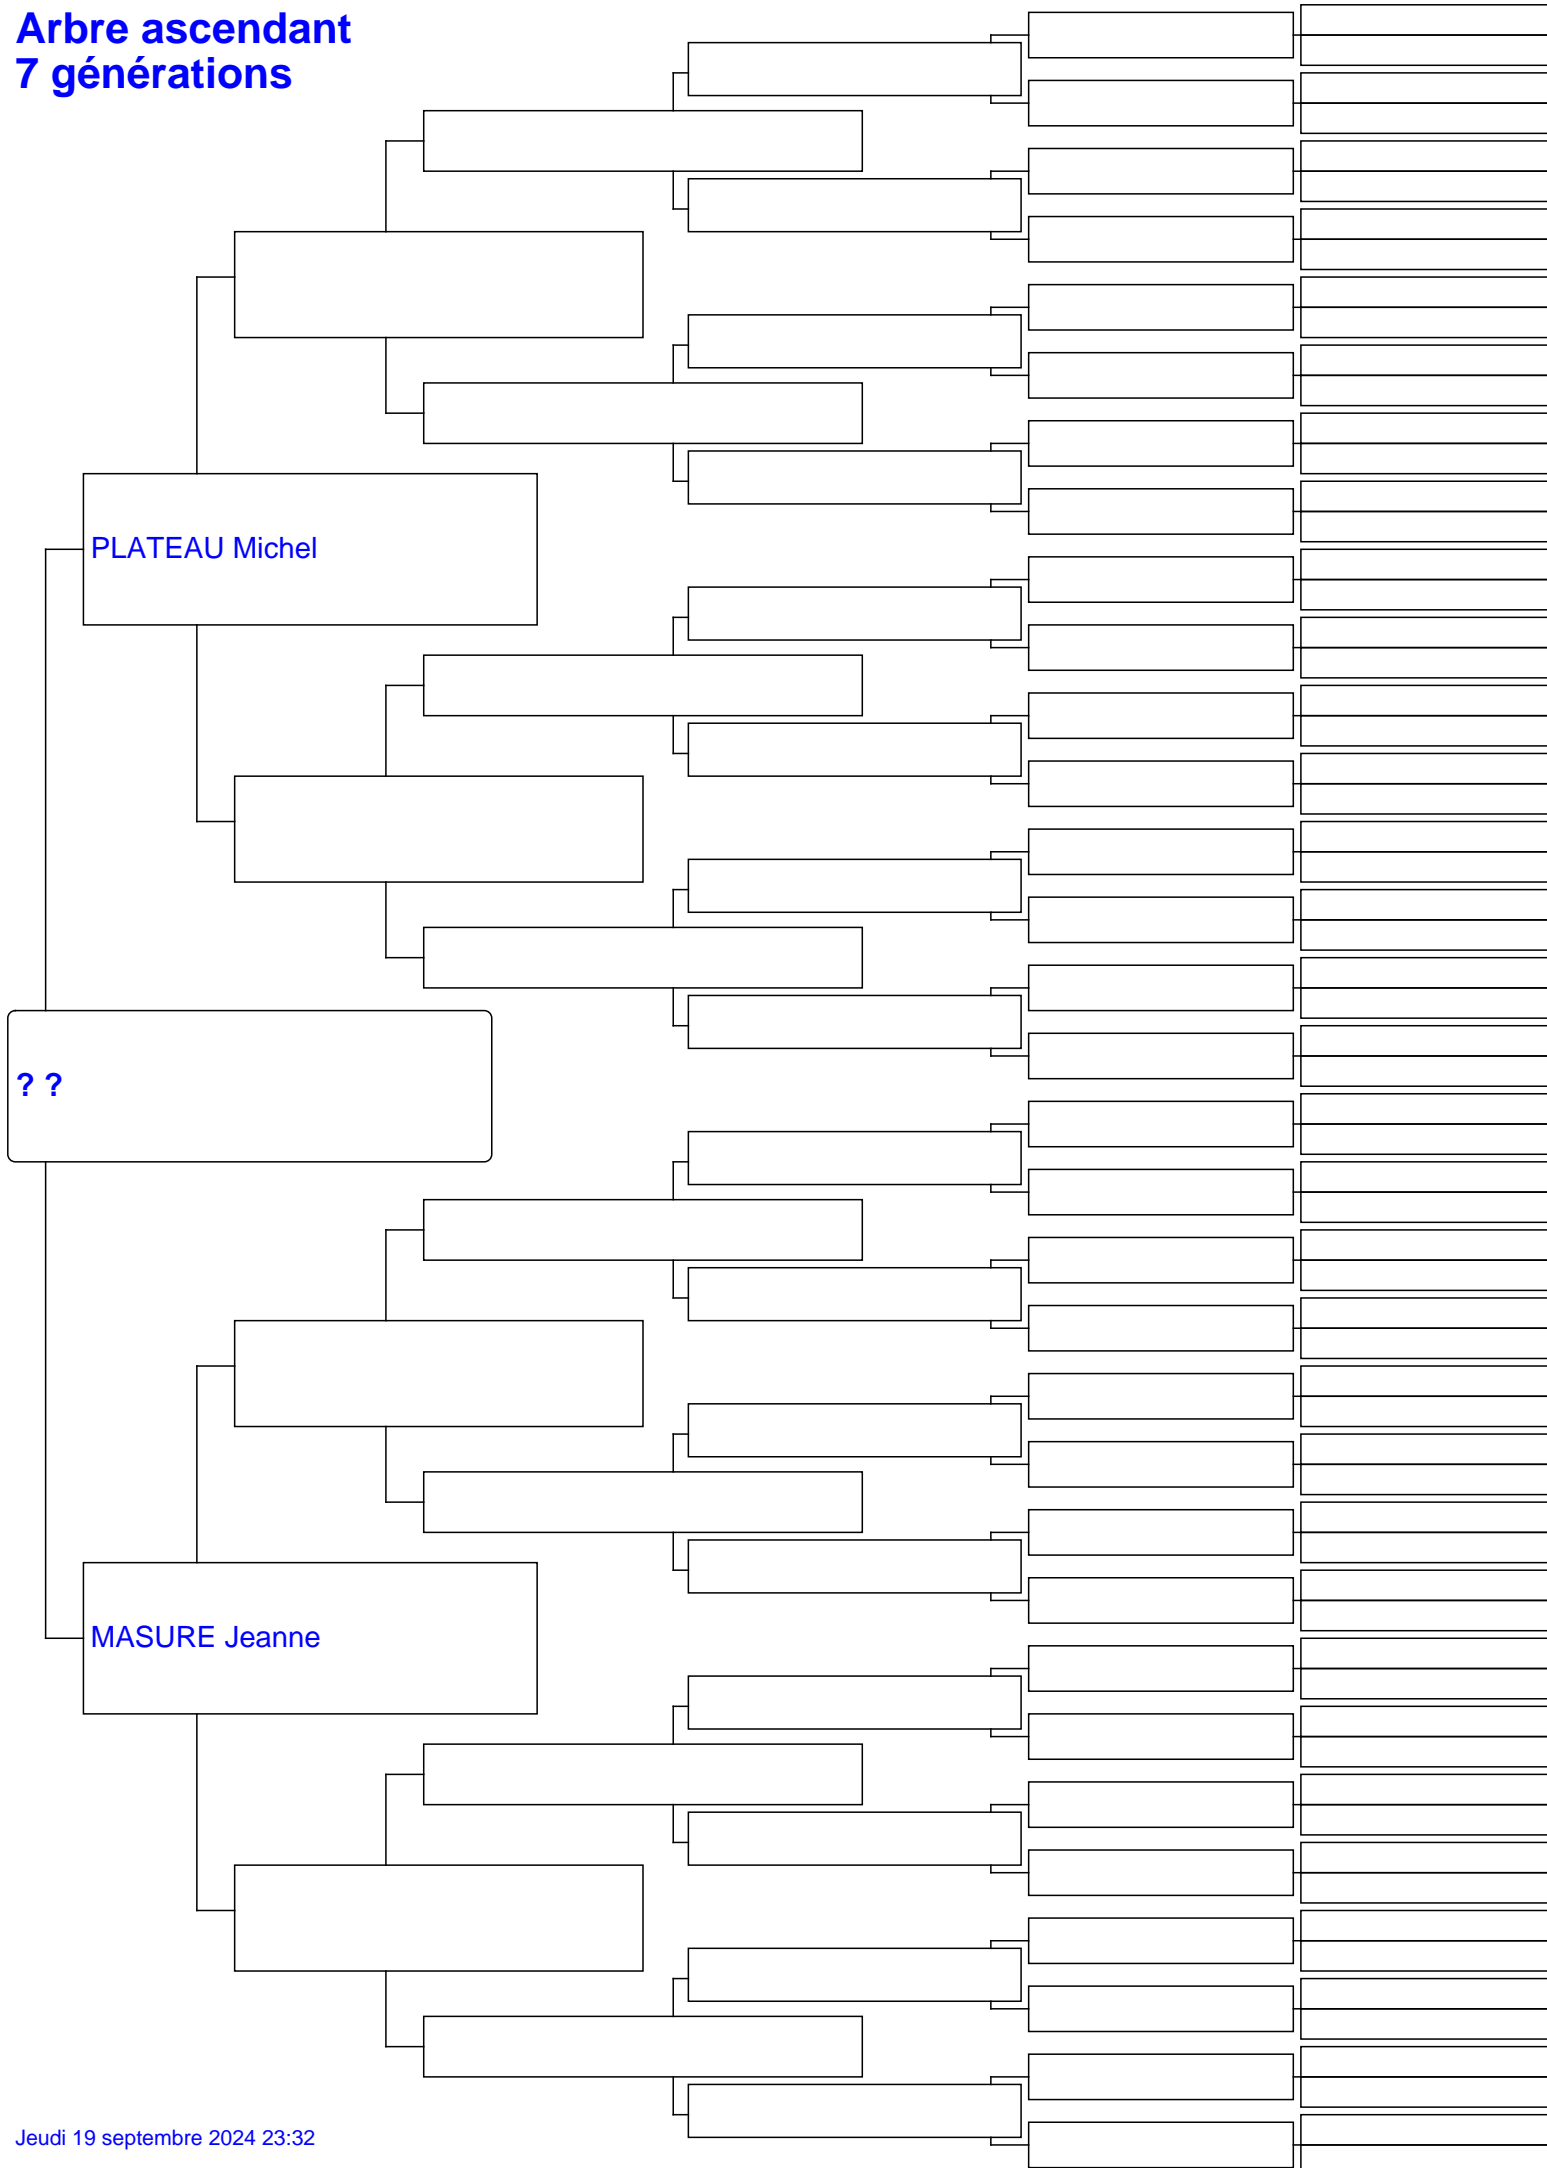 Arbre ascendant
7 générations
PLATEAU Michel
? ?
MASURE Jeanne
Jeudi 19 septembre 2024 23:32